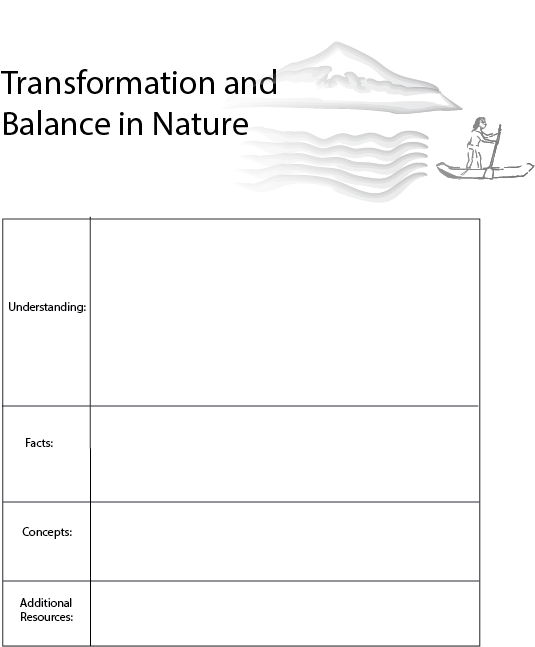 Transformation and
Balance in Nature
Understanding:
Facts:
Concepts:
Additional
Resources: